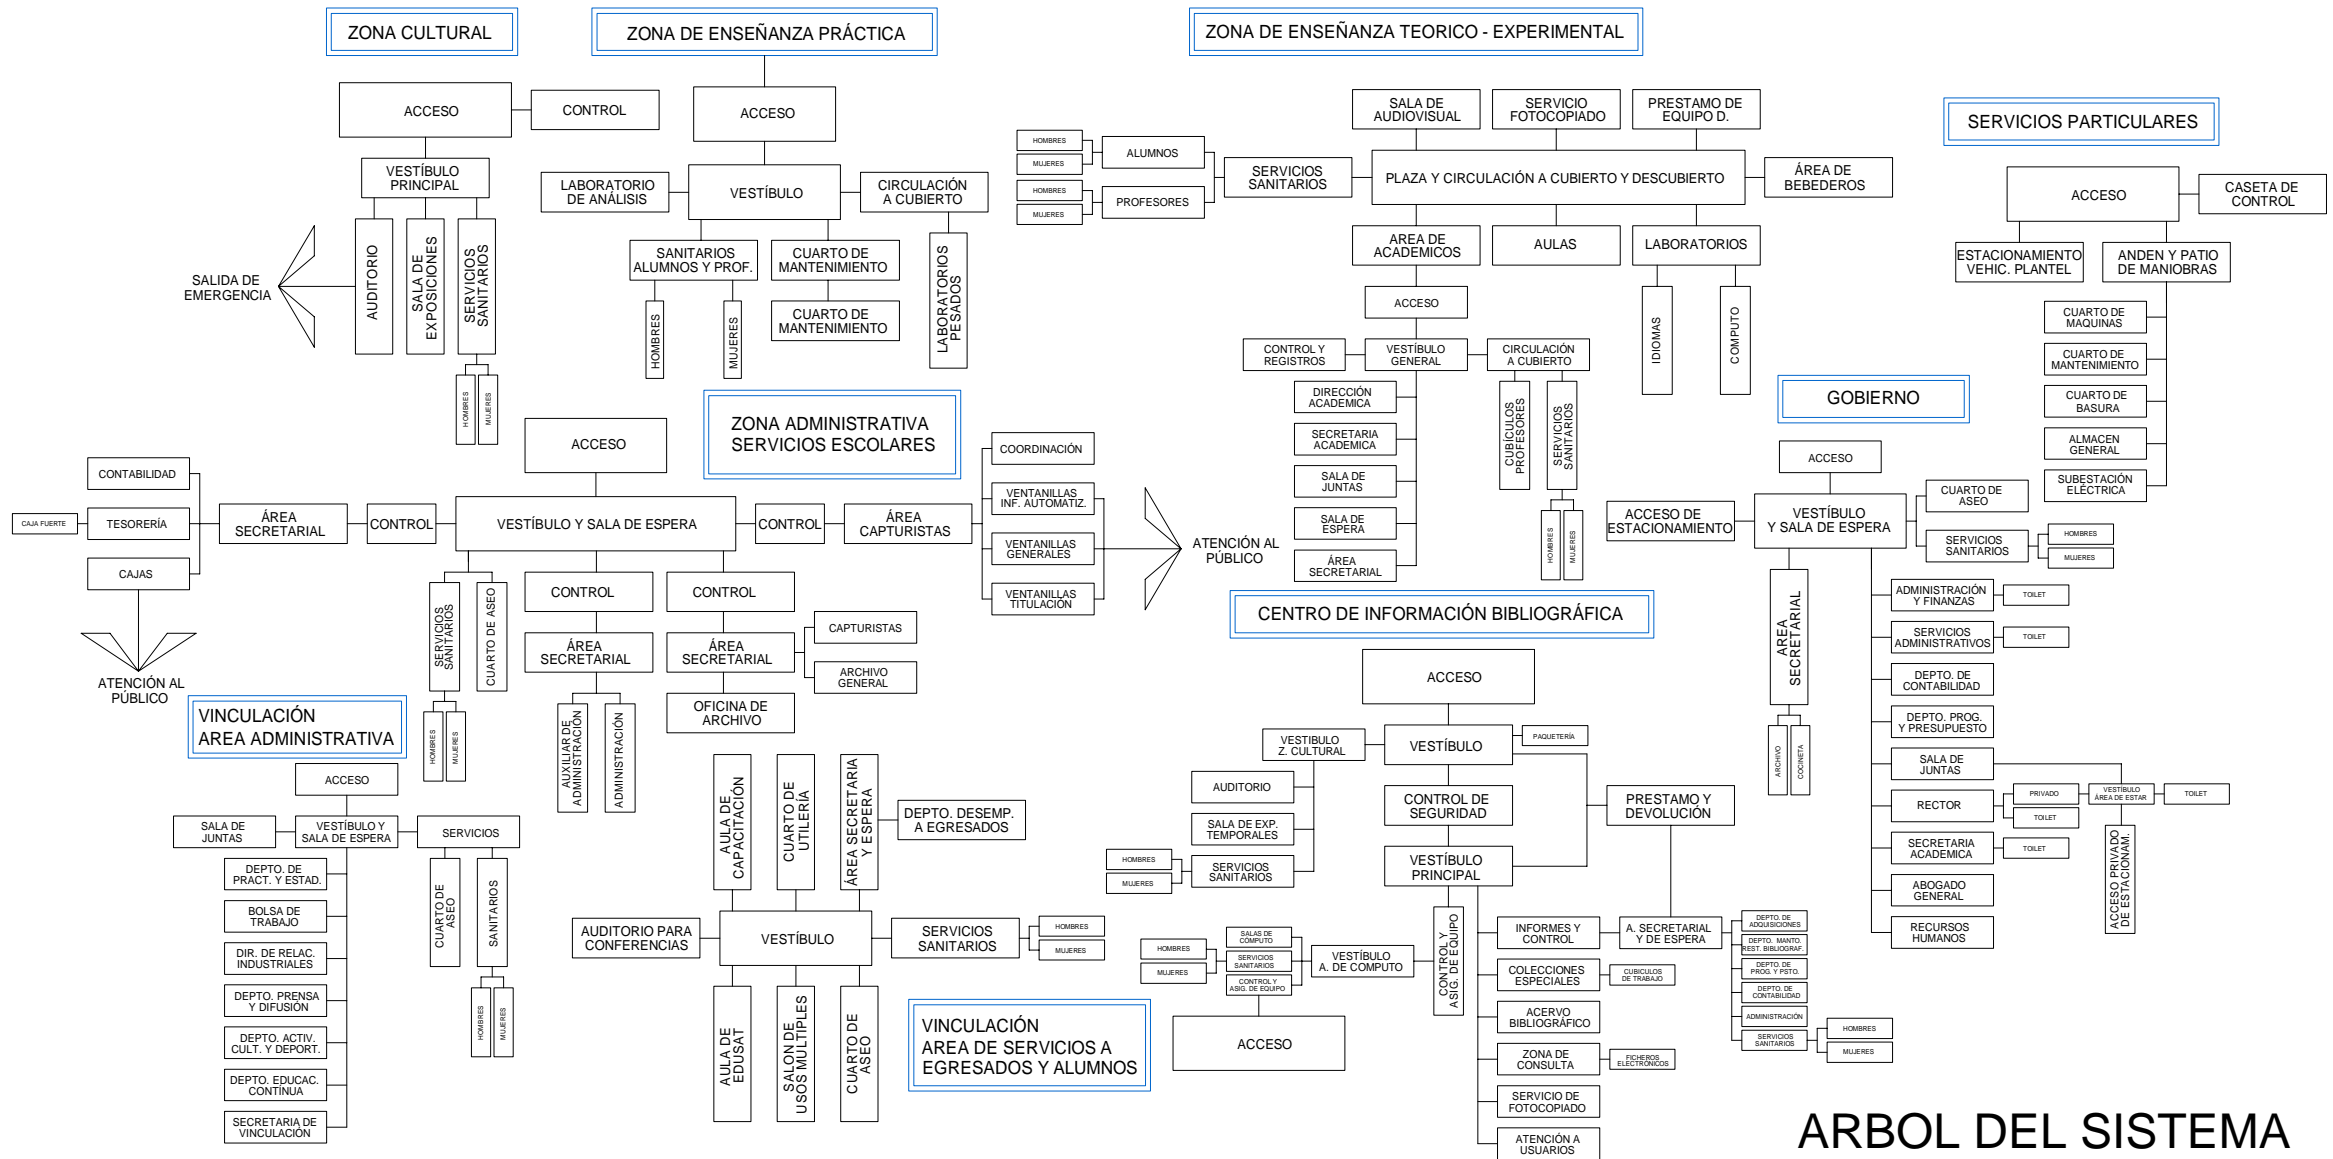 ZONA CULTURAL
ACCESO
CONTROL
VESTÍBULO
PRINCIPAL
AUDITORIO
SALA DE
EXPOSICIONES
SERVICIOS
SANITARIOS
SALIDA DE
EMERGENCIA
HOMBRES
MUJERES
ZONA DE ENSEÑANZA PRÁCTICA
ACCESO
LABORATORIO
DE ANÁLISIS
VESTÍBULO
CIRCULACIÓN
A CUBIERTO
SANITARIOS
ALUMNOS Y PROF.
CUARTO DE
MANTENIMIENTO
CUARTO DE
MANTENIMIENTO
LABORATORIOS
PESADOS
HOMBRES
MUJERES
ZONA DE ENSEÑANZA TEORICO - EXPERIMENTAL
SALA DE
AUDIOVISUAL
SERVICIO
FOTOCOPIADO
PRESTAMO DE
EQUIPO D.
HOMBRES
MUJERES
ALUMNOS
HOMBRES
MUJERES
PROFESORES
SERVICIOS
SANITARIOS
PLAZA Y CIRCULACIÓN A CUBIERTO Y DESCUBIERTO
ÁREA DE
BEBEDEROS
AREA DE
ACADEMICOS
AULAS
LABORATORIOS
IDIOMAS
COMPUTO
ACCESO
CONTROL Y
REGISTROS
VESTÍBULO
GENERAL
CIRCULACIÓN
A CUBIERTO
DIRECCIÓN
ACADEMICA
SECRETARIA
ACADEMICA
SALA DE
JUNTAS
SALA DE
ESPERA
ÁREA
SECRETARIAL
CUBÍCULOS
PROFESORES
SERVICIOS
SANITARIOS
HOMBRES
MUJERES
SERVICIOS PARTICULARES
ACCESO
CASETA DE
CONTROL
ESTACIONAMIENTO
VEHIC. PLANTEL
ANDEN Y PATIO
DE MANIOBRAS
CUARTO DE
MAQUINAS
CUARTO DE
MANTENIMIENTO
CUARTO DE
BASURA
ALMACEN
GENERAL
SUBESTACIÓN
ELÉCTRICA
ZONA ADMINISTRATIVA
SERVICIOS ESCOLARES
ACCESO
CONTABILIDAD
CAJA FUERTE
TESORERÍA
CAJAS
ÁREA
SECRETARIAL
CONTROL
VESTÍBULO Y SALA DE ESPERA
CONTROL
ÁREA
CAPTURISTAS
COORDINACIÓN
VENTANILLAS
INF. AUTOMATIZ.
VENTANILLAS
GENERALES
VENTANILLAS
TITULACIÓN
ATENCIÓN AL
PÚBLICO
ATENCIÓN AL
PÚBLICO
SERVICIOS
SANITARIOS
CUARTO DE ASEO
HOMBRES
MUJERES
CONTROL
CONTROL
ÁREA
SECRETARIAL
ÁREA
SECRETARIAL
CAPTURISTAS
ARCHIVO
GENERAL
AUXILIAR DE
ADMINISTRACIÓN
ADMINISTRACIÓN
OFICINA DE
ARCHIVO
GOBIERNO
ACCESO
ACCESO DE
ESTACIONAMIENTO
VESTÍBULO
Y SALA DE ESPERA
CUARTO DE
ASEO
SERVICIOS
SANITARIOS
HOMBRES
MUJERES
AREA
SECRETARIAL
ARCHIVO
COCINETA
ADMINISTRACIÓN
Y FINANZAS
TOILET
SERVICIOS
ADMINISTRATIVOS
TOILET
DEPTO. DE
CONTABILIDAD
DEPTO. PROG.
Y PRESUPUESTO
SALA DE
JUNTAS
RECTOR
PRIVADO
TOILET
VESTÍBULO
ÁREA DE ESTAR
TOILET
SECRETARIA
ACADEMICA
TOILET
ACCESO PRIVADO
DE ESTACIONAM.
ABOGADO
GENERAL
RECURSOS
HUMANOS
VINCULACIÓN
AREA ADMINISTRATIVA
ACCESO
SALA DE
JUNTAS
VESTÍBULO Y
SALA DE ESPERA
SERVICIOS
DEPTO. DE
PRACT. Y ESTAD.
BOLSA DE
TRABAJO
DIR. DE RELAC.
INDUSTRIALES
DEPTO. PRENSA
Y DIFUSIÓN
DEPTO. ACTIV.
CULT. Y DEPORT.
DEPTO. EDUCAC.
CONTÍNUA
SECRETARIA DE
VINCULACIÓN
CUARTO DE
ASEO
SANITARIOS
HOMBRES
MUJERES
AULA DE
CAPACITACIÓN
CUARTO DE
UTILERÍA
ÁREA SECRETARIA
Y ESPERA
DEPTO. DESEMP.
A EGRESADOS
AUDITORIO PARA
CONFERENCIAS
VESTÍBULO
SERVICIOS
SANITARIOS
HOMBRES
MUJERES
AULA DE
EDUSAT
SALON DE
USOS MULTIPLES
CUARTO DE
ASEO
VINCULACIÓN
AREA DE SERVICIOS A
EGRESADOS Y ALUMNOS
CENTRO DE INFORMACIÓN BIBLIOGRÁFICA
ACCESO
VESTIBULO
Z. CULTURAL
VESTÍBULO
PAQUETERÍA
AUDITORIO
SALA DE EXP.
TEMPORALES
SERVICIOS
SANITARIOS
HOMBRES
MUJERES
CONTROL DE
SEGURIDAD
PRESTAMO Y
DEVOLUCIÓN
VESTÍBULO
PRINCIPAL
CONTROL Y
ASIG. DE EQUIPO
VESTÍBULO
A. DE COMPUTO
SALAS DE
CÓMPUTO
SERVICIOS
SANITARIOS
CONTROL Y
ASIG. DE EQUIPO
HOMBRES
MUJERES
ACCESO
INFORMES Y
CONTROL
A. SECRETARIAL
Y DE ESPERA
COLECCIONES
ESPECIALES
CUBICULOS
DE TRABAJO
ACERVO
BIBLIOGRÁFICO
ZONA DE
CONSULTA
FICHEROS
ELECTRÓNICOS
SERVICIO DE
FOTOCOPIADO
ATENCIÓN A
USUARIOS
DEPTO. DE
ADQUISICIONES
DEPTO. MANTO.
REST. BIBLIOGRAF.
DEPTO. DE
PROG. Y PSTO.
DEPTO. DE
CONTABILIDAD
ADMINISTRACIÓN
SERVICIOS
SANITARIOS
HOMBRES
MUJERES
ARBOL DEL SISTEMA